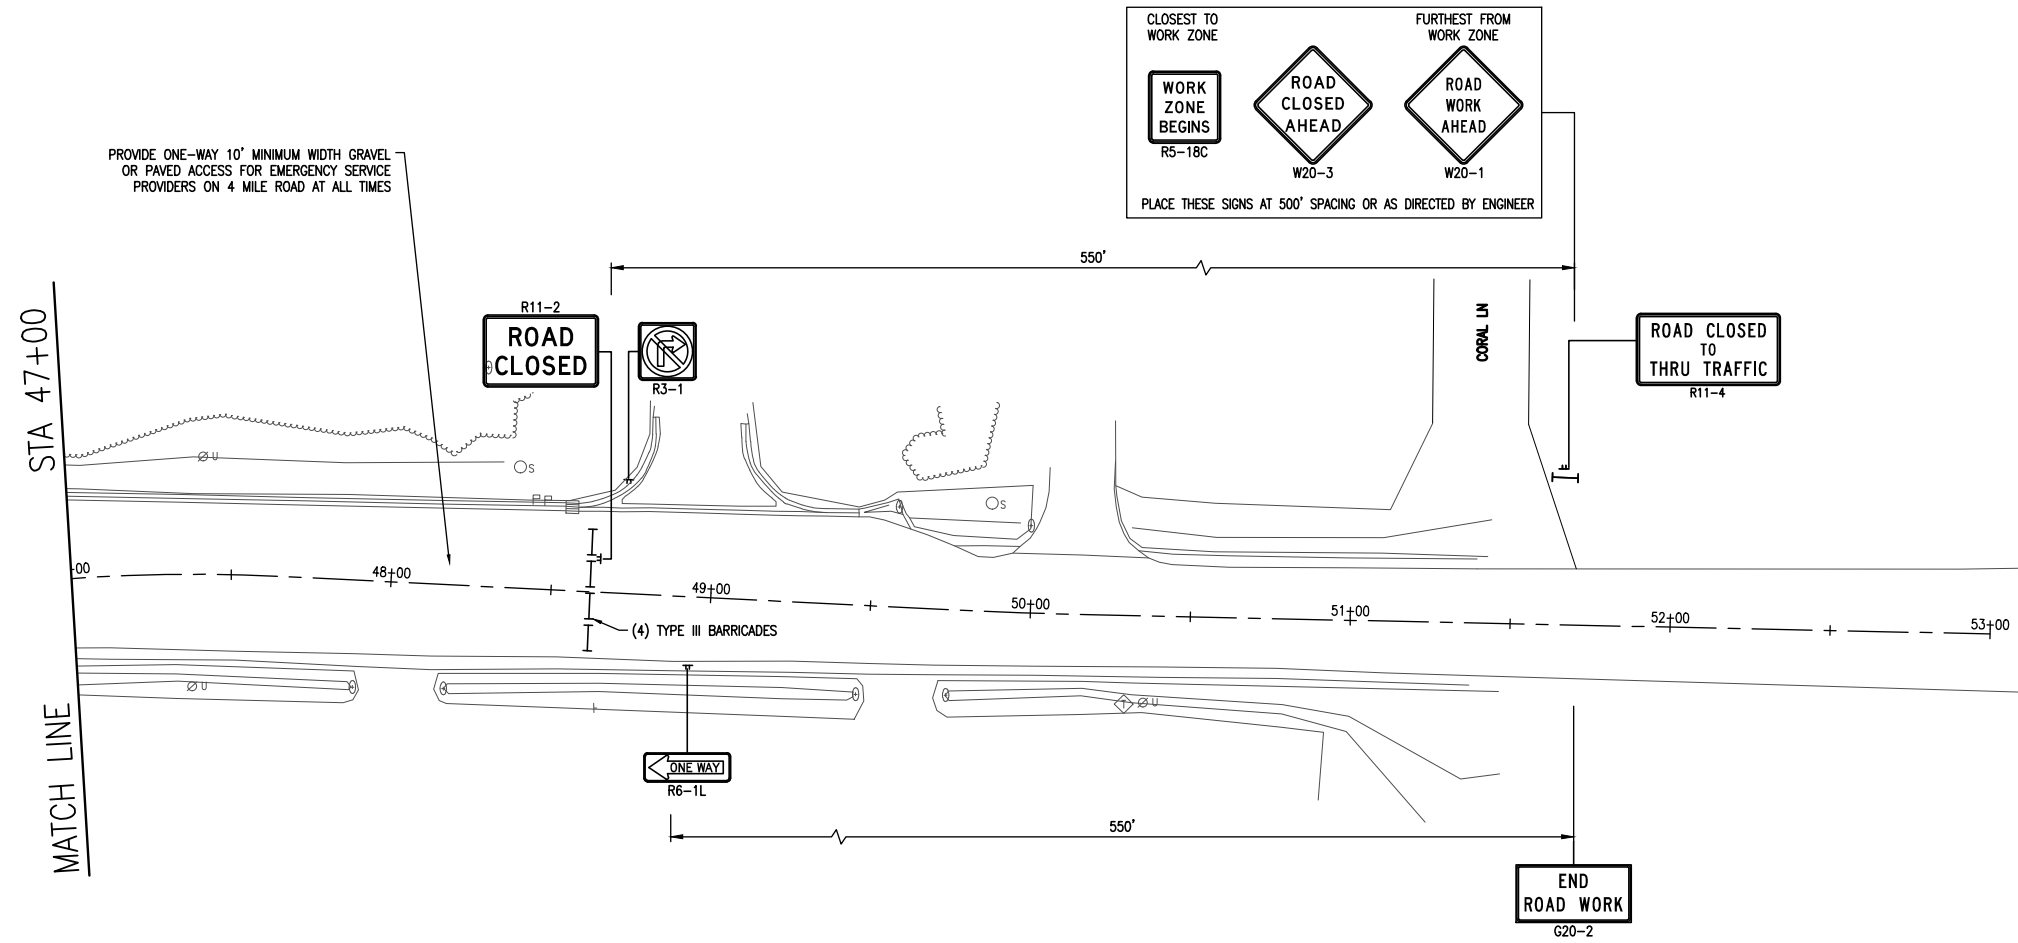 CLOSEST TO
WORK ZONE
FURTHEST FROM
WORK ZONE
WORK
ZONE
BEGINS
R5-18C
ROAD
CLOSED
AHEAD
W20-3
ROAD
WORK
AHEAD
W20-1
PLACE THESE SIGNS AT 500' SPACING OR AS DIRECTED BY ENGINEER
PROVIDE ONE-WAY 10' MINIMUM WIDTH GRAVEL
OR PAVED ACCESS FOR EMERGENCY SERVICE
PROVIDERS ON 4 MILE ROAD AT ALL TIMES
550'
R11-2
ROAD
CLOSED
R3-1
CORAL LN
ROAD CLOSED
TO
THRU TRAFFIC
R11-4
STA 47+00
U
S
S
00
48+00
49+00
50+00
51+00
52+00
53+00
(4) TYPE III BARRICADES
U
T
U
MATCH LINE
ONE WAY
R6-1L
550'
END
ROAD WORK
G20-2